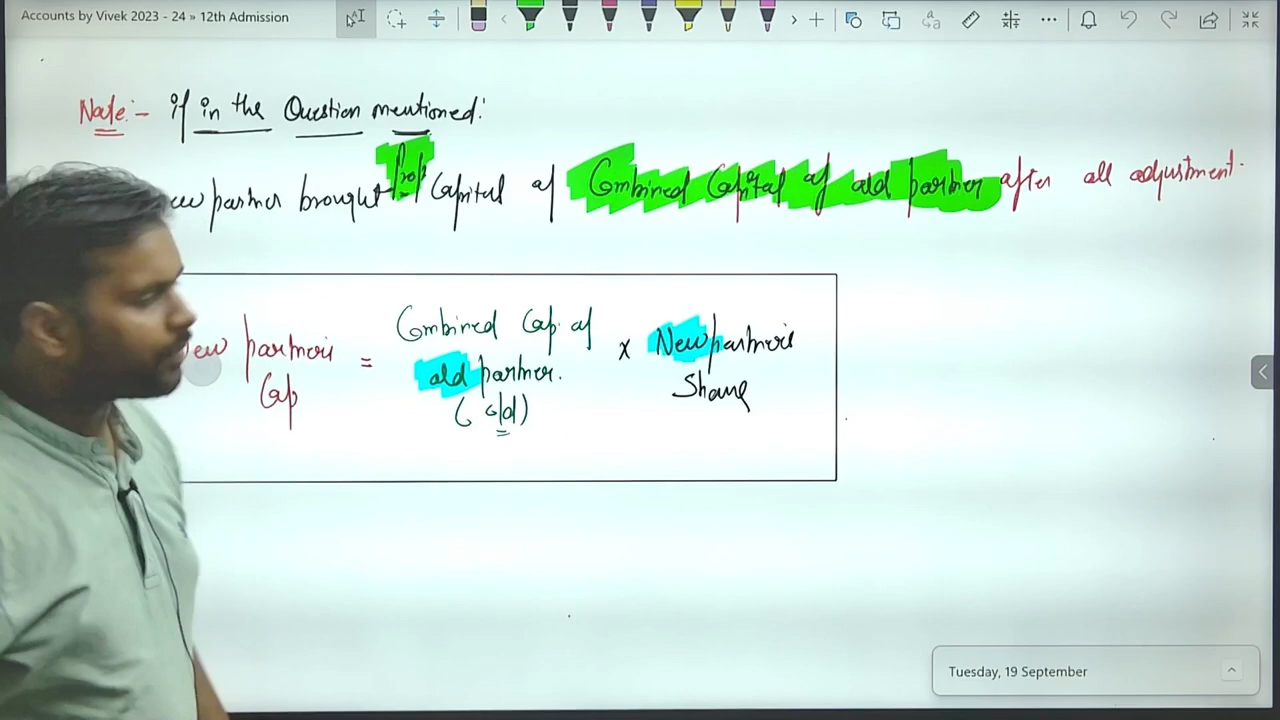 Accounts by Vivek 2023 - 24 » 12th Admission
Note:- if in the Question mentioned:
partner brought Prop Capital of Combined Capital of old partner after all adjustment.
ew partner's Cap = Combined Cap. of old partner. (old) x New partner's Share
Tuesday, 19 September